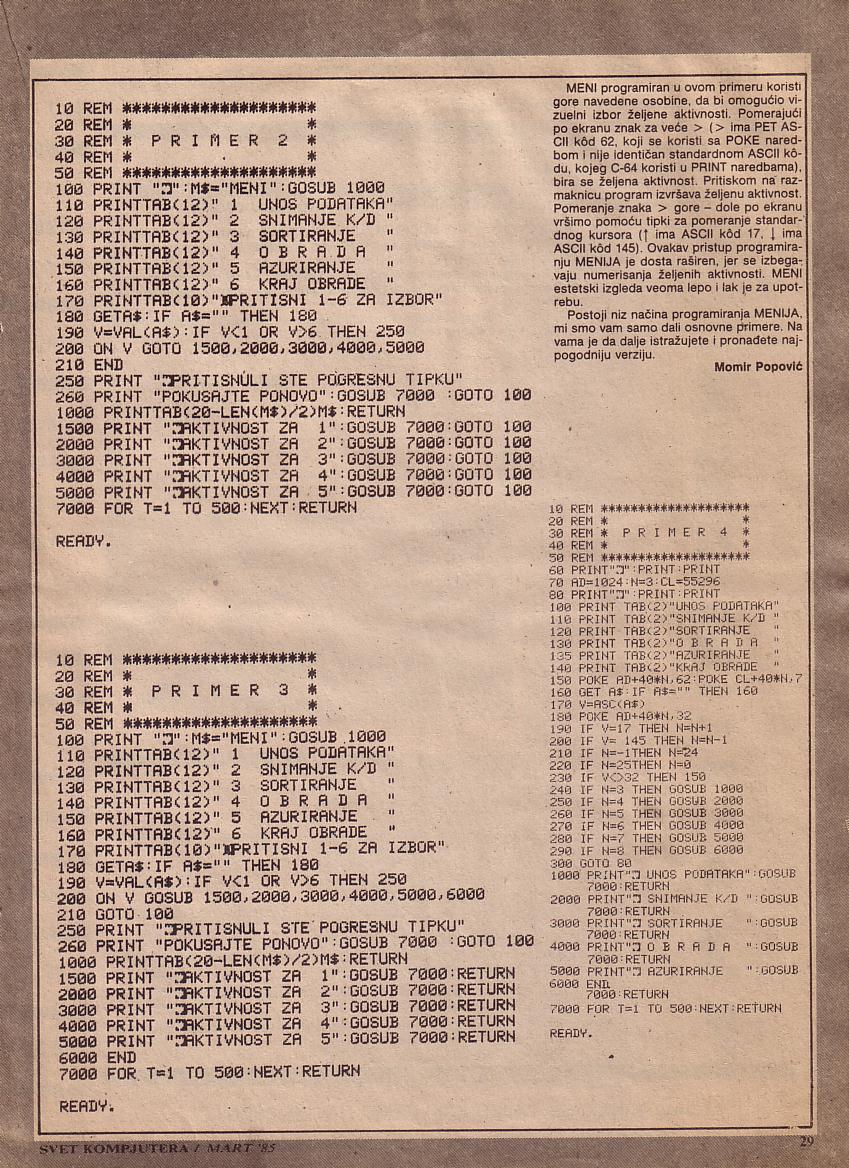 10 REM ********************
20 REM *                  *
30 REM *  P R I M E R  2  *
40 REM *                  *
50 REM ********************
100 PRINT "":M$="MENI":GOSUB 1000
110 PRINTTAB(12)" 1  UNOS PODATAKA"
120 PRINTTAB(12)" 2  SNIMANJE K/D "
130 PRINTTAB(12)" 3  SORTIRANJE   "
140 PRINTTAB(12)" 4  O B R A D A  "
150 PRINTTAB(12)" 5  AZURIRANJE   "
160 PRINTTAB(12)" 6  KRAJ OBRADE  "
170 PRINTTAB(10)"PRITISNI 1-6 ZA IZBOR"
180 GETA$:IF A$="" THEN 180
190 V=VAL(A$):IF V<1 OR V>6 THEN 250
200 ON V GOTO 1500,2000,3000,4000,5000
210 END
250 PRINT "PRITISNULI STE POGRESNU TIPKU"
260 PRINT "POKUSAJTE PONOVO":GOSUB 7000 :GOTO 100
1000 PRINTTAB(20-LEN(M$)/2)M$:RETURN
1500 PRINT "AKTIVNOST ZA   1":GOSUB 7000:GOTO 100
2000 PRINT "AKTIVNOST ZA   2":GOSUB 7000:GOTO 100
3000 PRINT "AKTIVNOST ZA   3":GOSUB 7000:GOTO 100
4000 PRINT "AKTIVNOST ZA   4":GOSUB 7000:GOTO 100
5000 PRINT "AKTIVNOST ZA   5":GOSUB 7000:GOTO 100
7000 FOR T=1 TO 500:NEXT:RETURN
READY.
10 REM ********************
20 REM *                  *
30 REM *  P R I M E R  3  *
40 REM *                  *
50 REM ********************
100 PRINT "":M$="MENI":GOSUB 1000
110 PRINTTAB(12)" 1  UNOS PODATAKA"
120 PRINTTAB(12)" 2  SNIMANJE K/D "
130 PRINTTAB(12)" 3  SORTIRANJE   "
140 PRINTTAB(12)" 4  O B R A D A  "
150 PRINTTAB(12)" 5  AZURIRANJE   "
160 PRINTTAB(12)" 6  KRAJ OBRADE  "
170 PRINTTAB(10)"PRITISNI 1-6 ZA IZBOR"
180 GETA$:IF A$="" THEN 180
190 V=VAL(A$):IF V<1 OR V>6 THEN 250
200 ON V GOSUB 1500,2000,3000,4000,5000,6000
210 GOTO 100
250 PRINT "PRITISNULI STE POGRESNU TIPKU"
260 PRINT "POKUSAJTE PONOVO":GOSUB 7000 :GOTO 100
1000 PRINTTAB(20-LEN(M$)/2)M$:RETURN
1500 PRINT "AKTIVNOST ZA   1":GOSUB 7000:RETURN
2000 PRINT "AKTIVNOST ZA   2":GOSUB 7000:RETURN
3000 PRINT "AKTIVNOST ZA   3":GOSUB 7000:RETURN
4000 PRINT "AKTIVNOST ZA   4":GOSUB 7000:RETURN
5000 PRINT "AKTIVNOST ZA   5":GOSUB 7000:RETURN
6000 END
7000 FOR T=1 TO 500:NEXT:RETURN
READY.
MENI programiran u ovom primeru koristi
gore navedene osobine, da bi omogućio vi-
zuelni izbor željene aktivnosti. Pomerajući
po ekranu znak za veće > (> ima PET AS-
CII kôd 62, koji se koristi sa POKE nared-
bom i nije identičan standardnom ASCII kô-
du, kojeg C-64 koristi u PRINT naredbama),
bira se željena aktivnost. Pritiskom na raz-
maknicu program izvršava željenu aktivnost.
Pomeranje znaka > gore – dole po ekranu
vršimo pomoću tipki za pomeranje standar-
dnog kursora (↑ ima ASCII kôd 17, ↓ ima
ASCII kôd 145). Ovakav pristup programira-
nju MENIJA je dosta raširen, jer se izbega-
vaju numerisanja željenih aktivnosti. MENI
estetski izgleda veoma lepo i lak je za upot-
rebu.
Postoji niz načina programiranja MENIJA,
mi smo vam samo dali osnovne primere. Na
vama je da dalje istražujete i pronađete naj-
pogodniju verziju.
Momir Popović
10 REM ********************
20 REM *                  *
30 REM *  P R I M E R  4  *
40 REM *                  *
50 REM ********************
60 PRINT"":PRINT:PRINT
70 AD=1024:N=3:CL=55296
80 PRINT"":PRINT:PRINT
100 PRINT TAB(2)"UNOS PODATAKA"
110 PRINT TAB(2)"SNIMANJE K/D "
120 PRINT TAB(2)"SORTIRANJE   "
130 PRINT TAB(2)"O B R A D A  "
135 PRINT TAB(2)"AZURIRANJE   "
140 PRINT TAB(2)"KRAJ OBRADE  "
150 POKE AD+40*N,62:POKE CL+40*N,7
160 GET A$:IF A$="" THEN 160
170 V=ASC(A$)
180 POKE AD+40*N,32
190 IF V=17 THEN N=N+1
200 IF V= 145 THEN N=N-1
210 IF N=-1THEN N=24
220 IF N=25THEN N=0
230 IF V<>32 THEN 150
240 IF N=3 THEN GOSUB 1000
250 IF N=4 THEN GOSUB 2000
260 IF N=5 THEN GOSUB 3000
270 IF N=6 THEN GOSUB 4000
280 IF N=7 THEN GOSUB 5000
290 IF N=8 THEN GOSUB 6000
300 GOTO 80
1000 PRINT" UNOS PODATAKA":GOSUB
7000:RETURN
2000 PRINT" SNIMANJE K/D ":GOSUB
7000:RETURN
3000 PRINT" SORTIRANJE   ":GOSUB
7000:RETURN
4000 PRINT" O B R A D A  ":GOSUB
7000:RETURN
5000 PRINT" AZURIRANJE   ":GOSUB
6000 END
7000:RETURN
7000 FOR T=1 TO 500:NEXT:RETURN
READY.
SVET KOMPJUTERA / MART '85
29